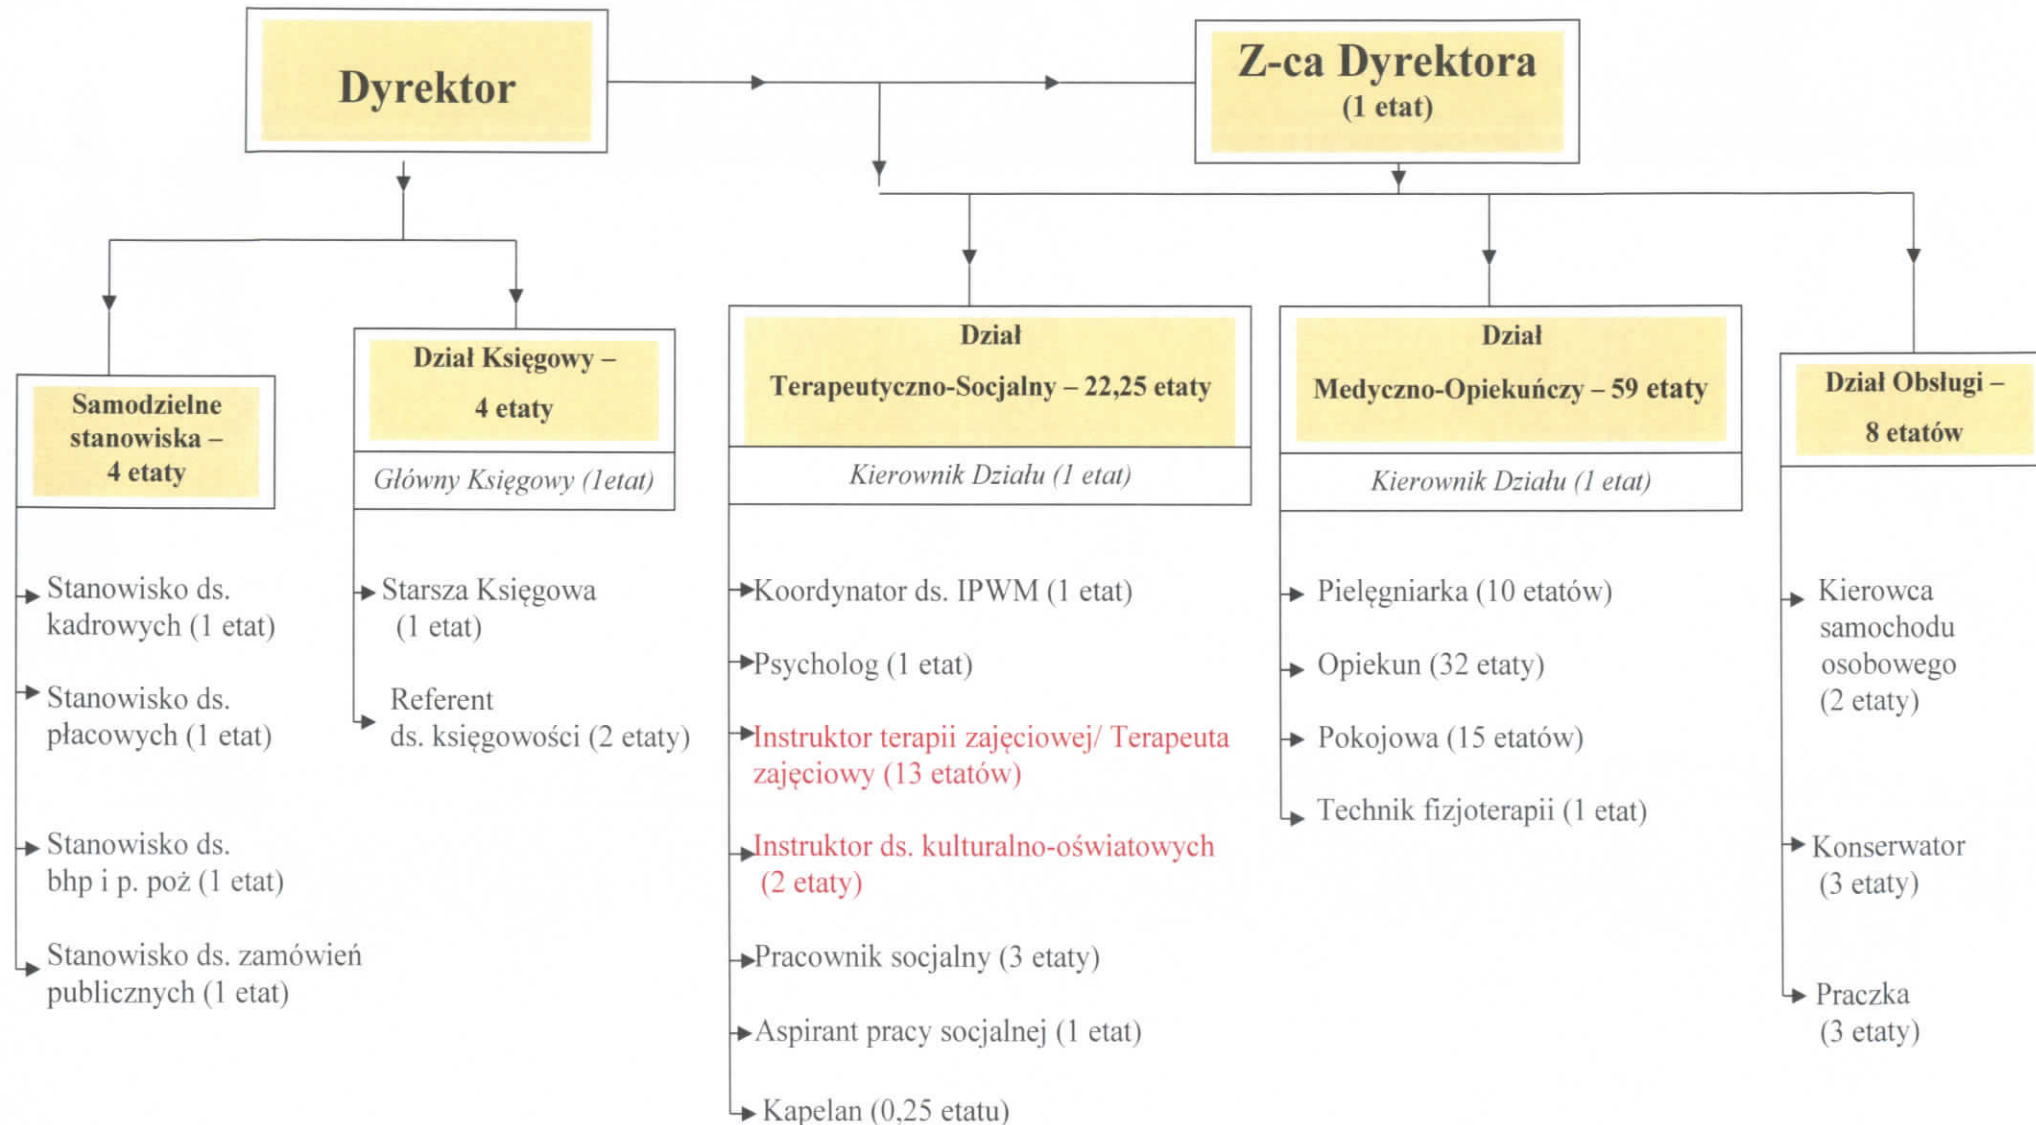 Dyrektor
Z-ca Dyrektora
(1 etat)
Samodzielne
stanowiska –
4 etaty
Stanowisko ds.
kadrowych (1 etat)
Stanowisko ds.
płacowych (1 etat)
Stanowisko ds.
bhp i p. poż (1 etat)
Stanowisko ds. zamówień
publicznych (1 etat)
Dział Księgowy –
4 etaty
Główny Księgowy (1etat)
Starsza Księgowa
(1 etat)
Referent
ds. księgowości (2 etaty)
Dział
Terapeutyczno-Socjalny – 22,25 etaty
Kierownik Działu (1 etat)
Koordynator ds. IPWM (1 etat)
Psycholog (1 etat)
Instruktor terapii zajęciowej/ Terapeuta
zajęciowy (13 etatów)
Instruktor ds. kulturalno-oświatowych
(2 etaty)
Pracownik socjalny (3 etaty)
Aspirant pracy socjalnej (1 etat)
Kapelan (0,25 etatu)
Dział
Medyczno-Opiekuńczy – 59 etaty
Kierownik Działu (1 etat)
Pielęgniarka (10 etatów)
Opiekun (32 etaty)
Pokojowa (15 etatów)
Technik fizjoterapii (1 etat)
Dział Obsługi –
8 etatów
Kierowca
samochodu
osobowego
(2 etaty)
Konserwator
(3 etaty)
Praczka
(3 etaty)